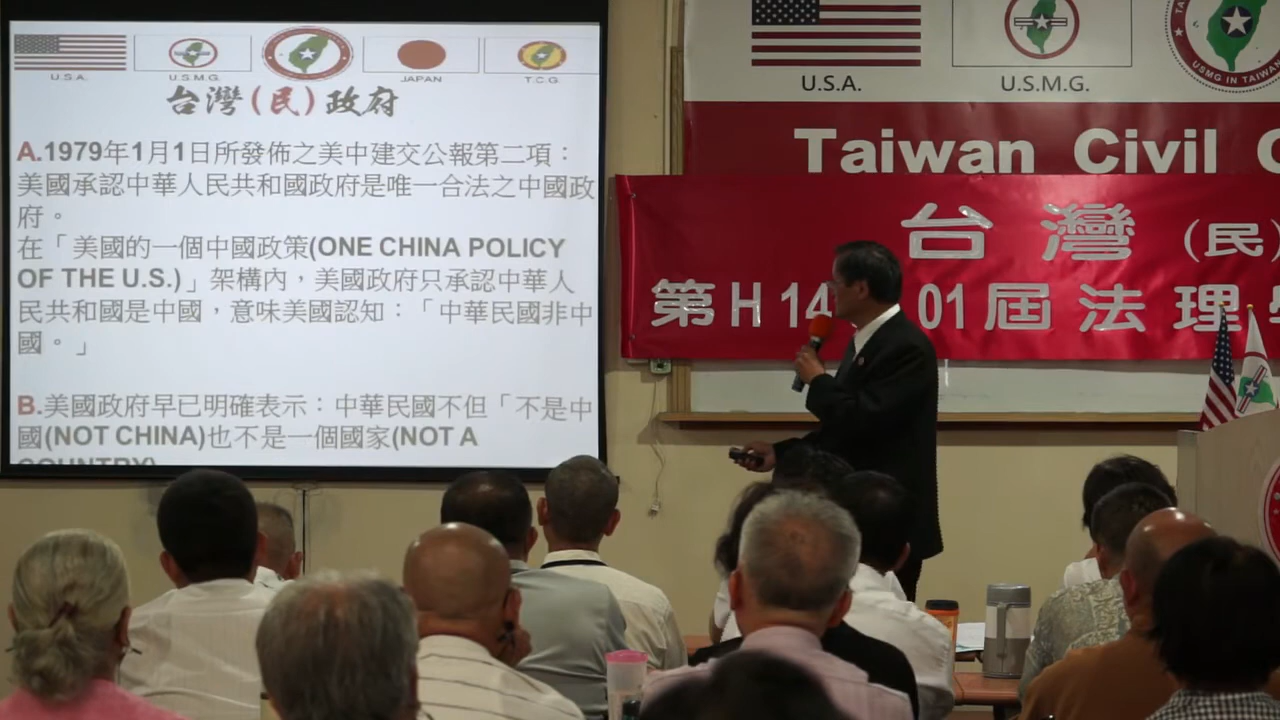 U.S.A.
U.S.M.G.
JAPAN
T.C.G.
台灣(民)政府
A.1979年1月1日所發佈之美中建交公報第二項：
美國承認中華人民共和國政府是唯一合法之中國政
府。
在「美國的一個中國政策(ONE CHINA POLICY
OF THE U.S.)」架構內，美國政府只承認中華人
民共和國是中國，意味美國認知：「中華民國非中
國。」
B.美國政府早已明確表示：中華民國不但「不是中
國(NOT CHINA)也不是一個國家(NOT A
COUNTRY)
U.S.A.
U.S.M.G.
USMG IN TAIWAN
Taiwan Civil
台灣(民)
第H14 01屆法理學